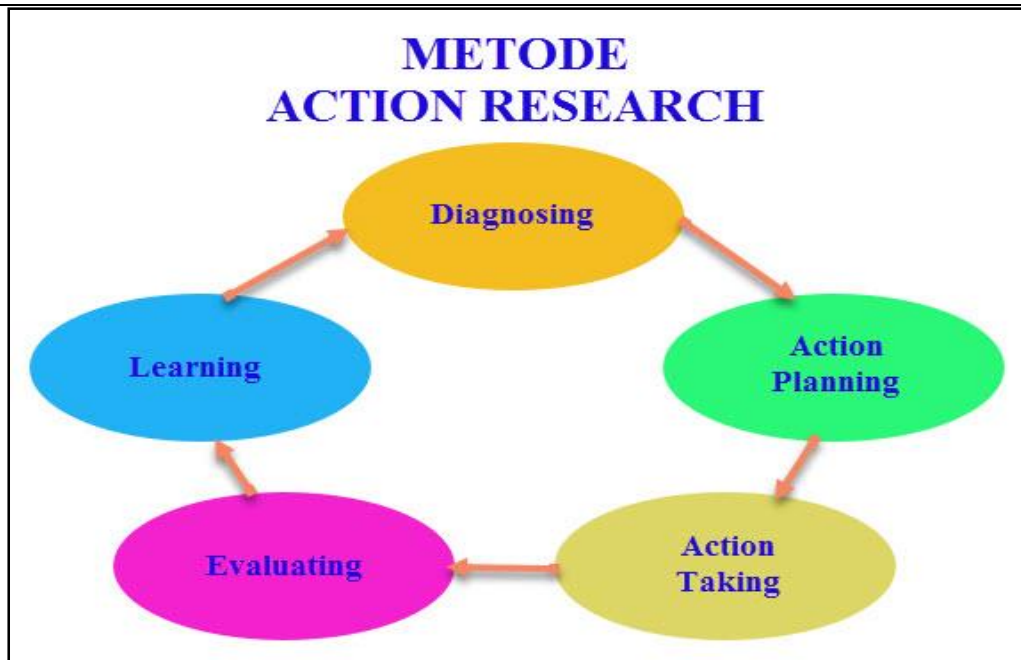 METODE
ACTION RESEARCH
Diagnosing
Action
Planning
Action
Taking
Evaluating
Learning